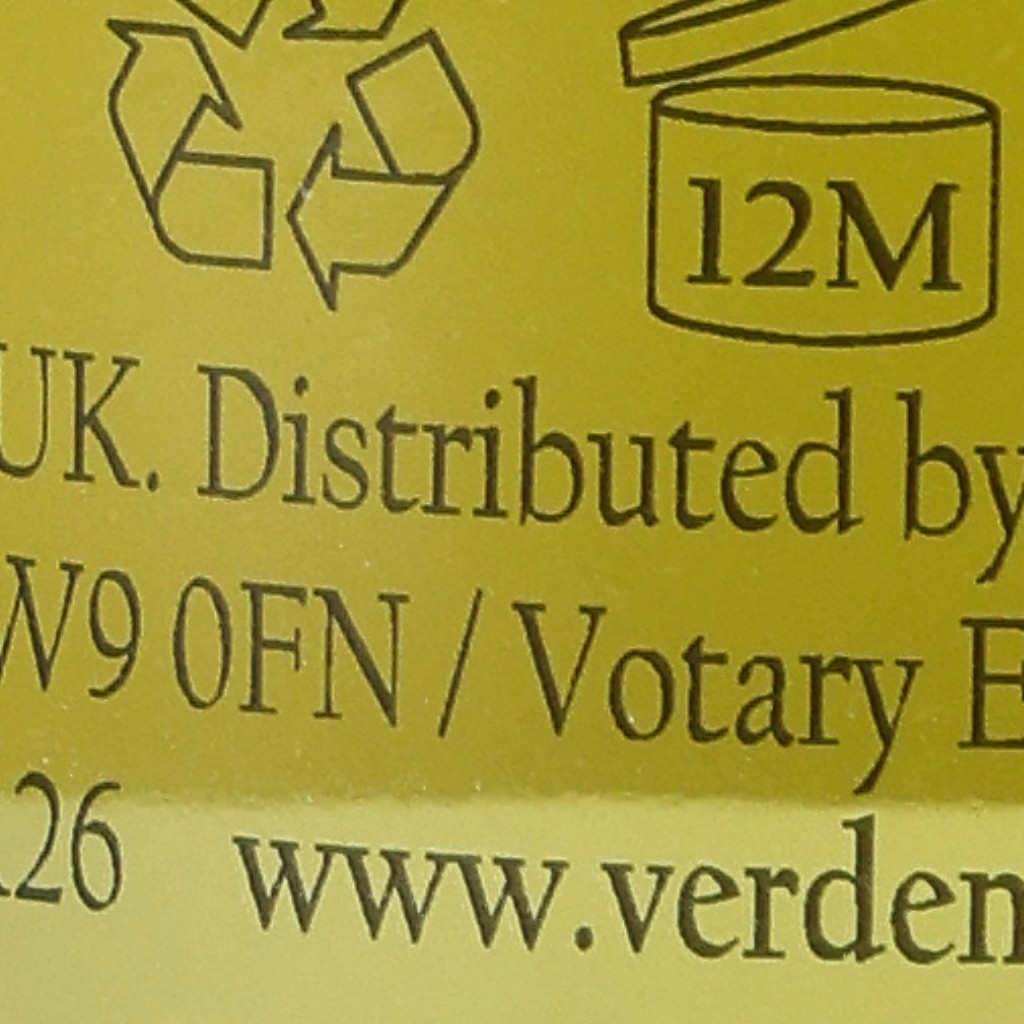 12M
UK. Distributed by
W9 0FN / Votary E
26 www.verden